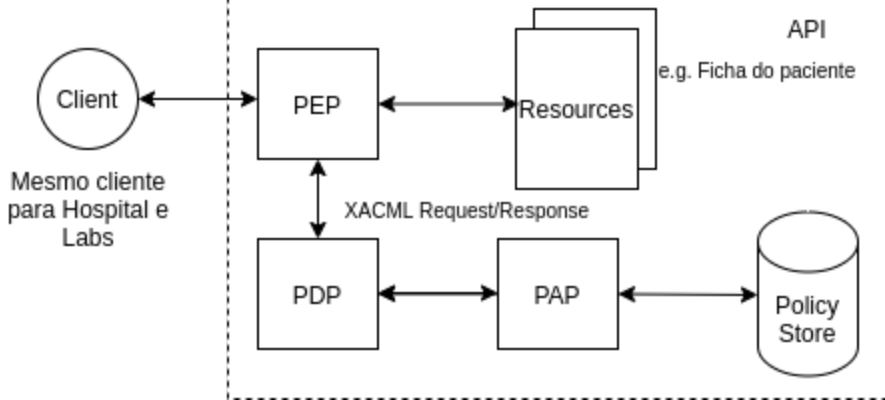 API
e.g. Ficha do paciente
Client
PEP
Resources
Mesmo cliente
para Hospital e
Labs
XACML Request/Response
PDP
PAP
Policy
Store